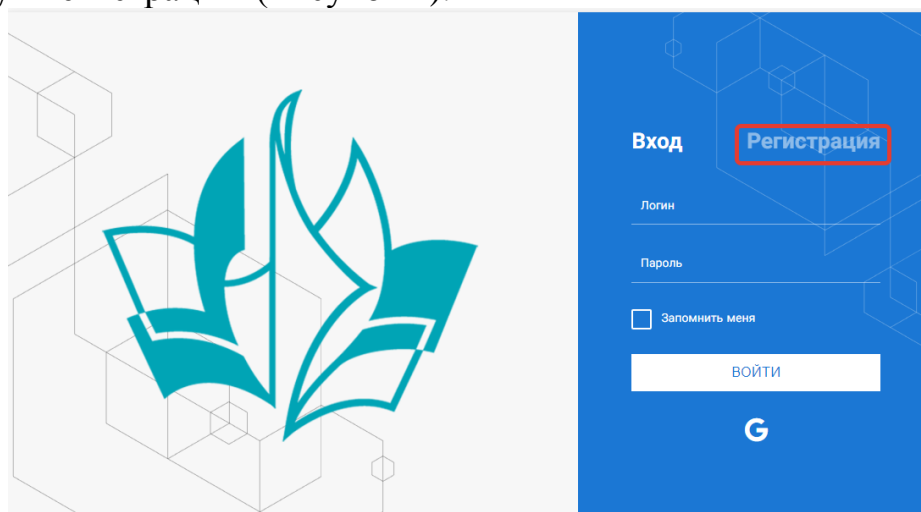 Вход Регистрация
Логин
Пароль
Запомнить меня
ВОЙТИ
G